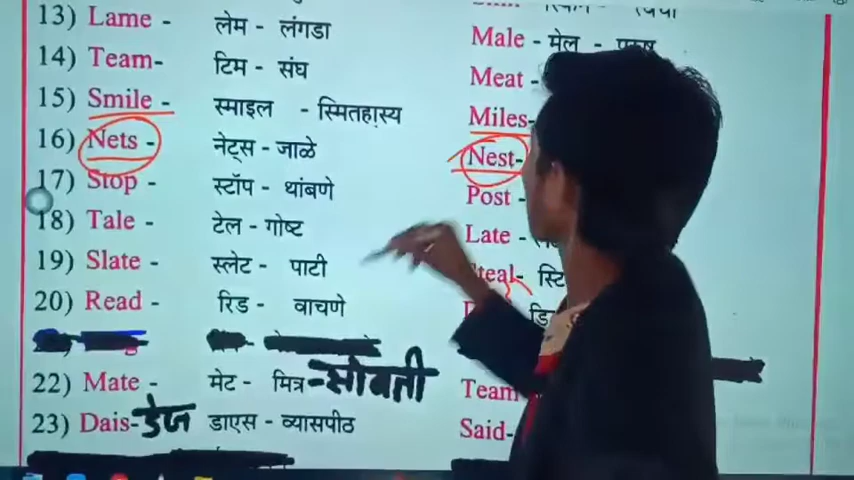 13) Lame - लेम - लंगडा Male - मेल - पुरुष
14) Team- टिम - संघ Meat -
15) Smile - स्माइल - स्मितहास्य Miles-
16) Nets - नेट्स - जाळे Nest-
17) Stop - स्टॉप - थांबणे Post -
18) Tale - टेल - गोष्ट Late -
19) Slate - स्लेट - पाटी Steal-
20) Read - रिड - वाचणे
22) Mate - मेट - मित्र-सोबती Team
23) Dais-डेज डाएस - व्यासपीठ Said-